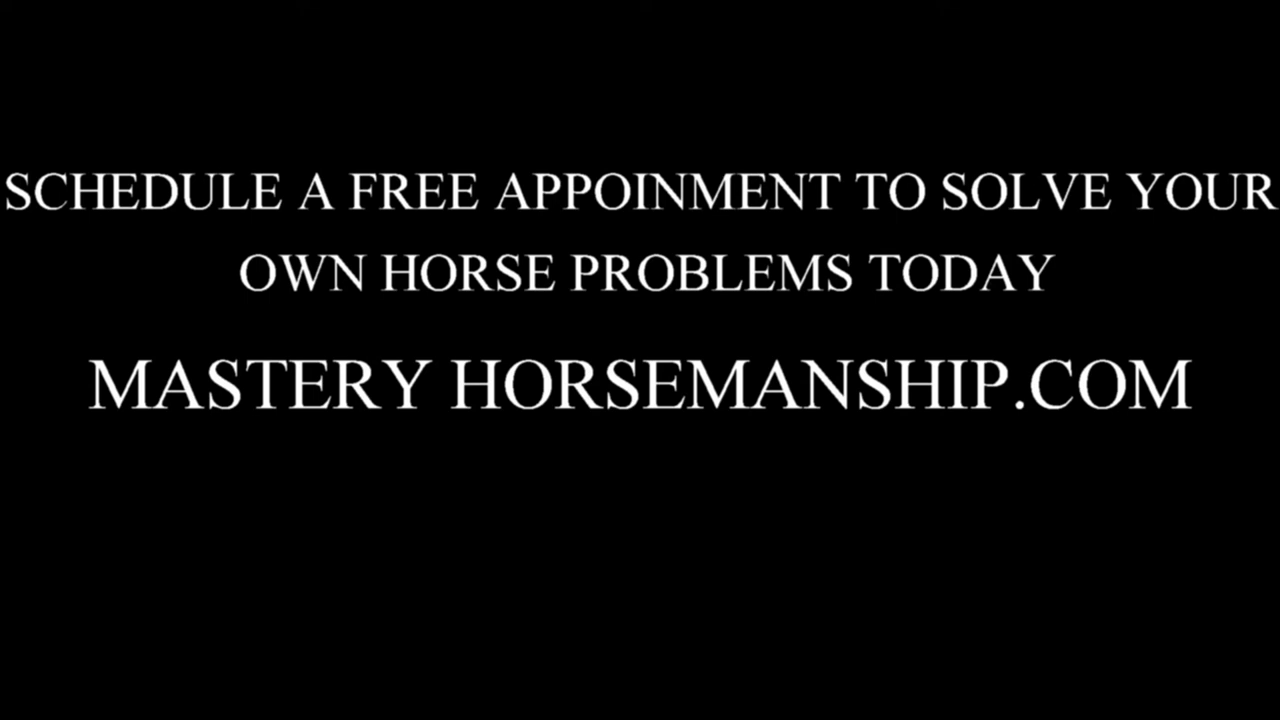 SCHEDULE A FREE APPOINMENT TO SOLVE YOUR
OWN HORSE PROBLEMS TODAY
MASTERY HORSEMANSHIP.COM